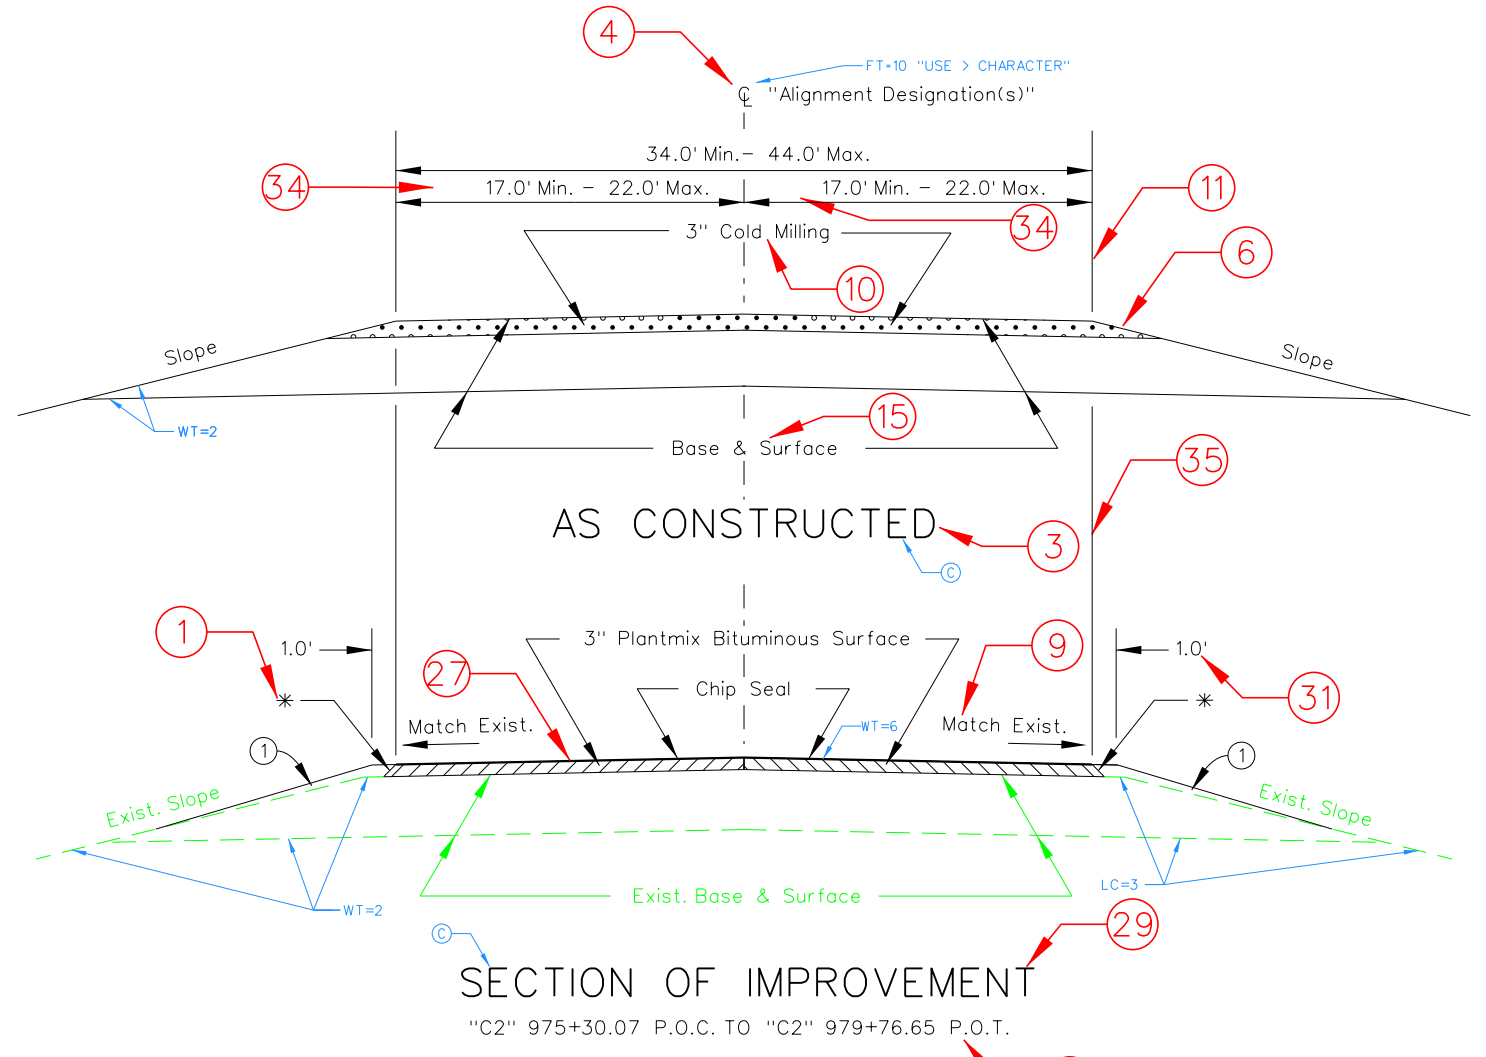 4
FT=10 "USE > CHARACTER"
℄ "Alignment Designation(s)"
34.0' Min.- 44.0' Max.
34
17.0' Min. - 22.0' Max.
17.0' Min. - 22.0' Max.
11
34
3" Cold Milling
6
10
Slope
Slope
15
WT=2
Base & Surface
35
AS CONSTRUCTED
3
C
1
3" Plantmix Bituminous Surface
9
1.0'
1.0'
27
Chip Seal
31
*
*
Match Exist.
WT=6
Match Exist.
1
1
Exist. Slope
Exist. Slope
LC=3
Exist. Base & Surface
WT=2
29
C
SECTION OF IMPROVEMENT
"C2" 975+30.07 P.O.C. TO "C2" 979+76.65 P.O.T.